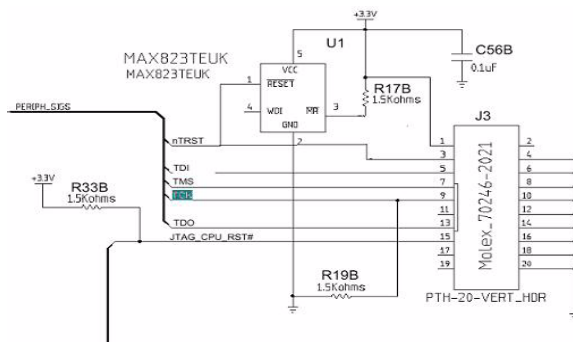 +3.3V
U1
MAX823TEUK
MAX823TEUK
5
VCC
C56B
0.1uF
1
RESET
R17B
1.5Kohms
4
WDI
MR
3
J3
PERIPH_SIGS
GND
2
nTRST
1
2
3
4
TDI
5
6
+3.3V
TMS
7
8
R33B
1.5Kohms
9
10
11
12
TDO
13
14
JTAG_CPU_RST#
15
16
17
18
19
20
Molex_70246-2021
R19B
1.5Kohms
PTH-20-VERT_HDR